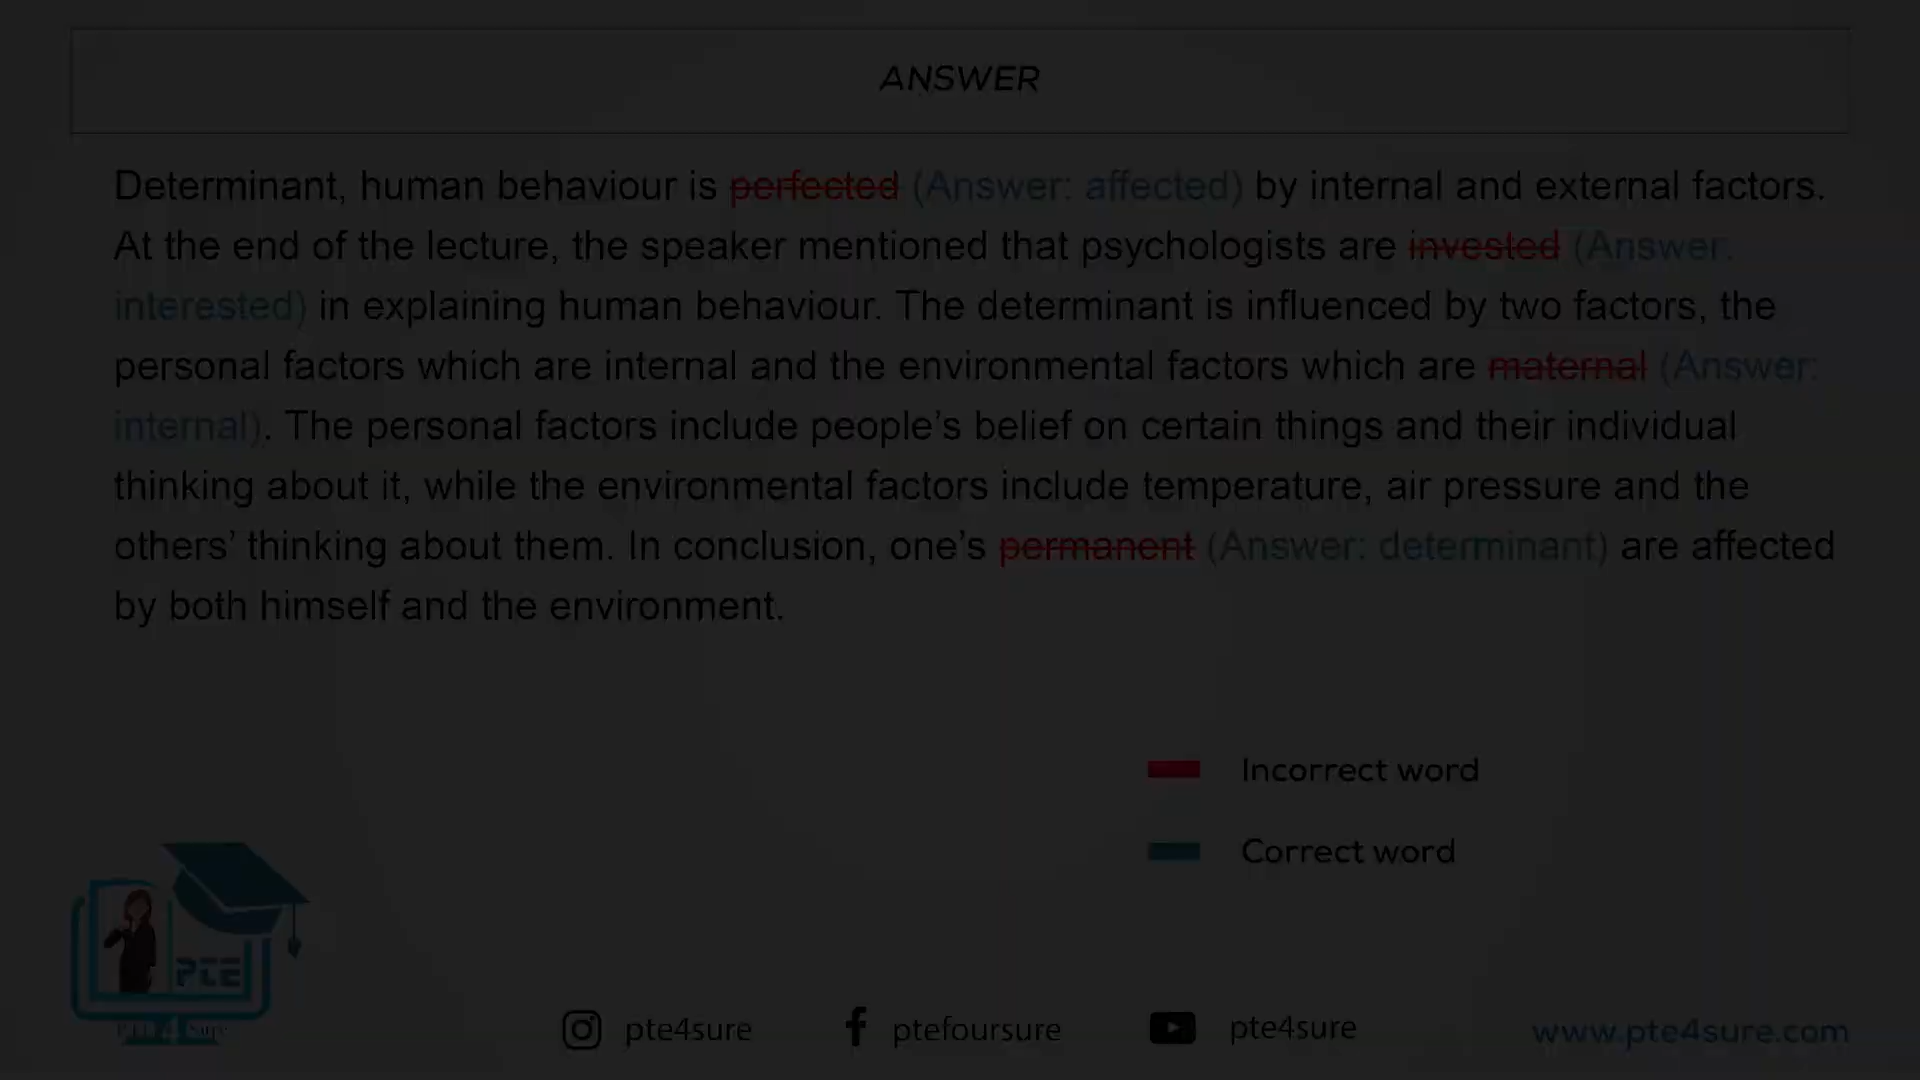 ANSWER
Determinant, human behaviour is perfected (Answer: affected) by internal and external factors.
At the end of the lecture, the speaker mentioned that psychologists are invested (Answer:
interested) in explaining human behaviour. The determinant is influenced by two factors, the
personal factors which are internal and the environmental factors which are maternal (Answer:
internal). The personal factors include people’s belief on certain things and their individual
thinking about it, while the environmental factors include temperature, air pressure and the
others’ thinking about them. In conclusion, one’s permanent (Answer: determinant) are affected
by both himself and the environment.
Incorrect word
Correct word
PTE
PTE 4 Sure
pte4sure ptefoursure pte4sure www.pte4sure.com